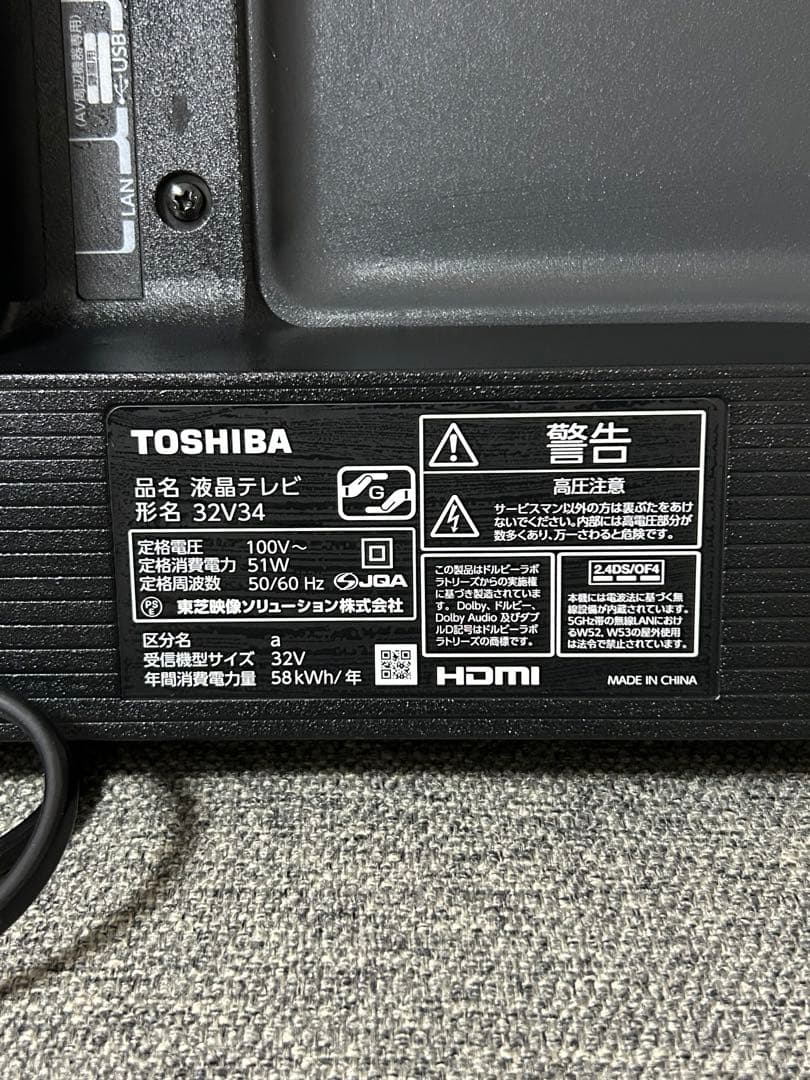 (AV周辺機器専用)
録画用
USB
LAN
TOSHIBA
品名 液晶テレビ
形名 32V34
G
定格電圧 100V～
定格消費電力 51W
定格周波数 50/60 Hz JQA
PS
E 東芝映像ソリューション株式会社
区分名 a
受信機型サイズ 32V
年間消費電力量 58kWh/年
警告
高圧注意
サービスマン以外の方は裏ぶたをあけ
ないでください。内部には高電圧部分が
数多くあり、万一さわると危険です。
この製品はドルビーラボ
ラトリーズからの実施権
に基づき製造されていま
す。Dolby、ドルビー、
Dolby Audio 及びダブ
ルD記号はドルビーラボ
ラトリーズの商標です。
2.4DS/OF4
本機には電波法に基づく無
線設備が内蔵されています。
5GHz帯の無線LANにおけ
るW52, W53の屋外使用
は法令で禁止されています。
HDMI
MADE IN CHINA